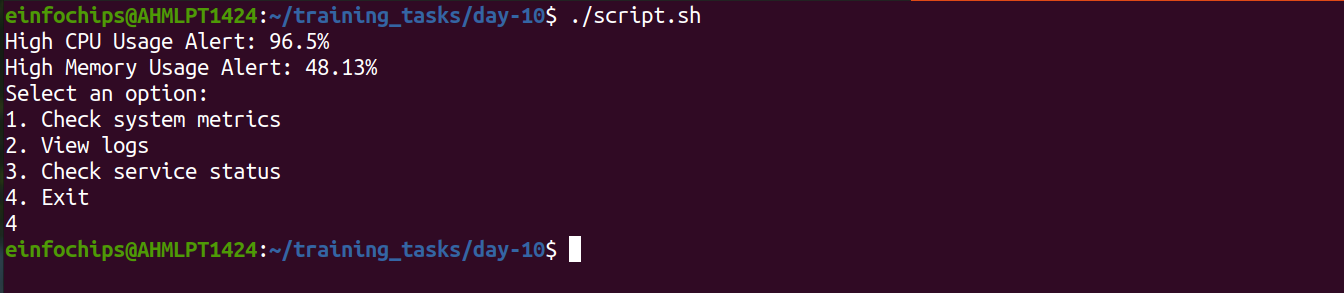 einfochips@AHMLPT1424:~/training_tasks/day-10$ ./script.sh
High CPU Usage Alert: 96.5%
High Memory Usage Alert: 48.13%
Select an option:
1. Check system metrics
2. View logs
3. Check service status
4. Exit
4
einfochips@AHMLPT1424:~/training_tasks/day-10$